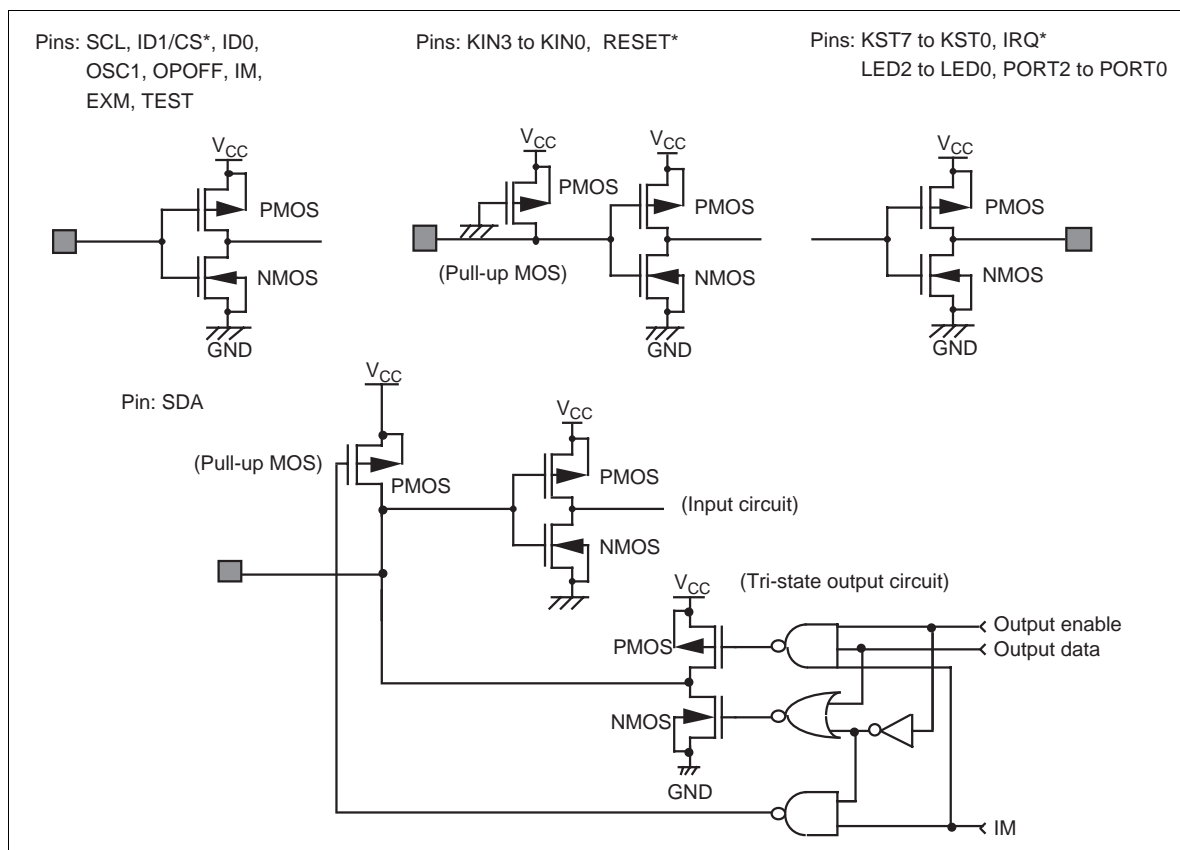 Pins: SCL, ID1/CS*, ID0,
OSC1, OPOFF, IM,
EXM, TEST
Pins: KIN3 to KIN0, RESET*
Pins: KST7 to KST0, IRQ*
LED2 to LED0, PORT2 to PORT0
VCC
PMOS
NMOS
GND
VCC
PMOS
(Pull-up MOS)
VCC
PMOS
NMOS
GND
VCC
PMOS
NMOS
GND
Pin: SDA
VCC
(Pull-up MOS)
PMOS
VCC
PMOS
NMOS
(Input circuit)
(Tri-state output circuit)
VCC
PMOS
NMOS
GND
Output enable
Output data
IM